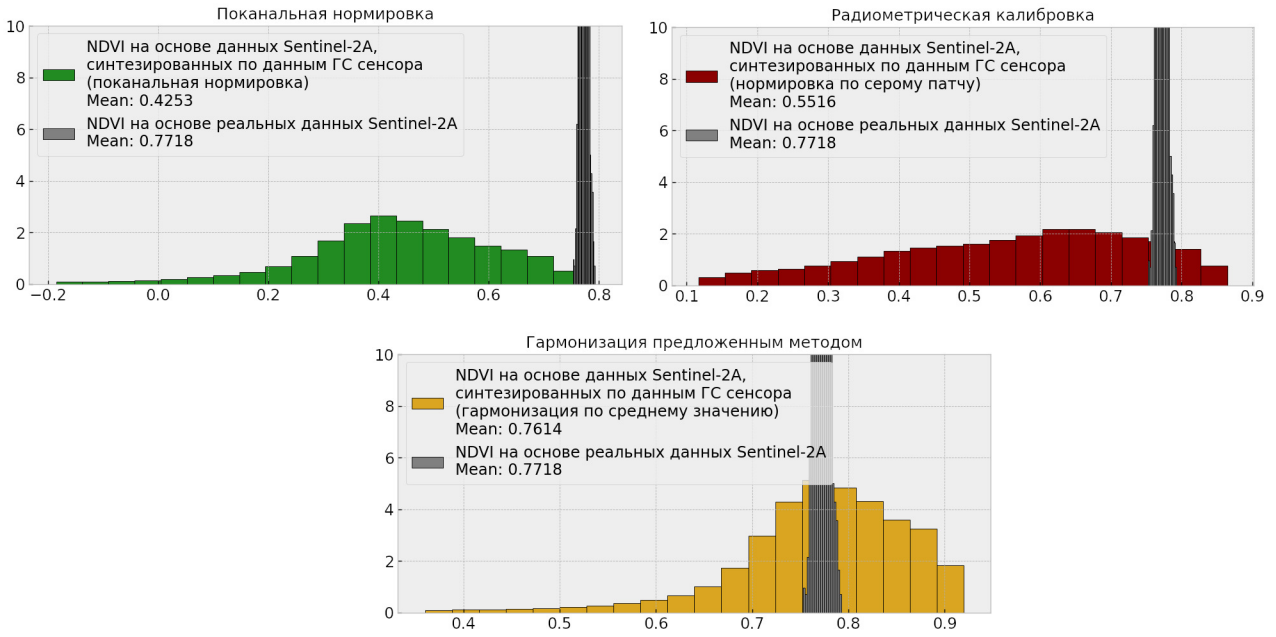 Поканальная нормировка
10
8
6
4
2
0
NDVI на основе данных Sentinel-2A,
синтезированных по данным ГС сенсора
(поканальная нормировка)
Mean: 0.4253
NDVI на основе реальных данных Sentinel-2A
Mean: 0.7718
−0.2 0.0 0.2 0.4 0.6 0.8
Радиометрическая калибровка
10
8
6
4
2
0
NDVI на основе данных Sentinel-2A,
синтезированных по данным ГС сенсора
(нормировка по серому патчу)
Mean: 0.5516
NDVI на основе реальных данных Sentinel-2A
Mean: 0.7718
0.1 0.2 0.3 0.4 0.5 0.6 0.7 0.8 0.9
Гармонизация предложенным методом
10
8
6
4
2
0
NDVI на основе данных Sentinel-2A,
синтезированных по данным ГС сенсора
(гармонизация по среднему значению)
Mean: 0.7614
NDVI на основе реальных данных Sentinel-2A
Mean: 0.7718
0.4 0.5 0.6 0.7 0.8 0.9